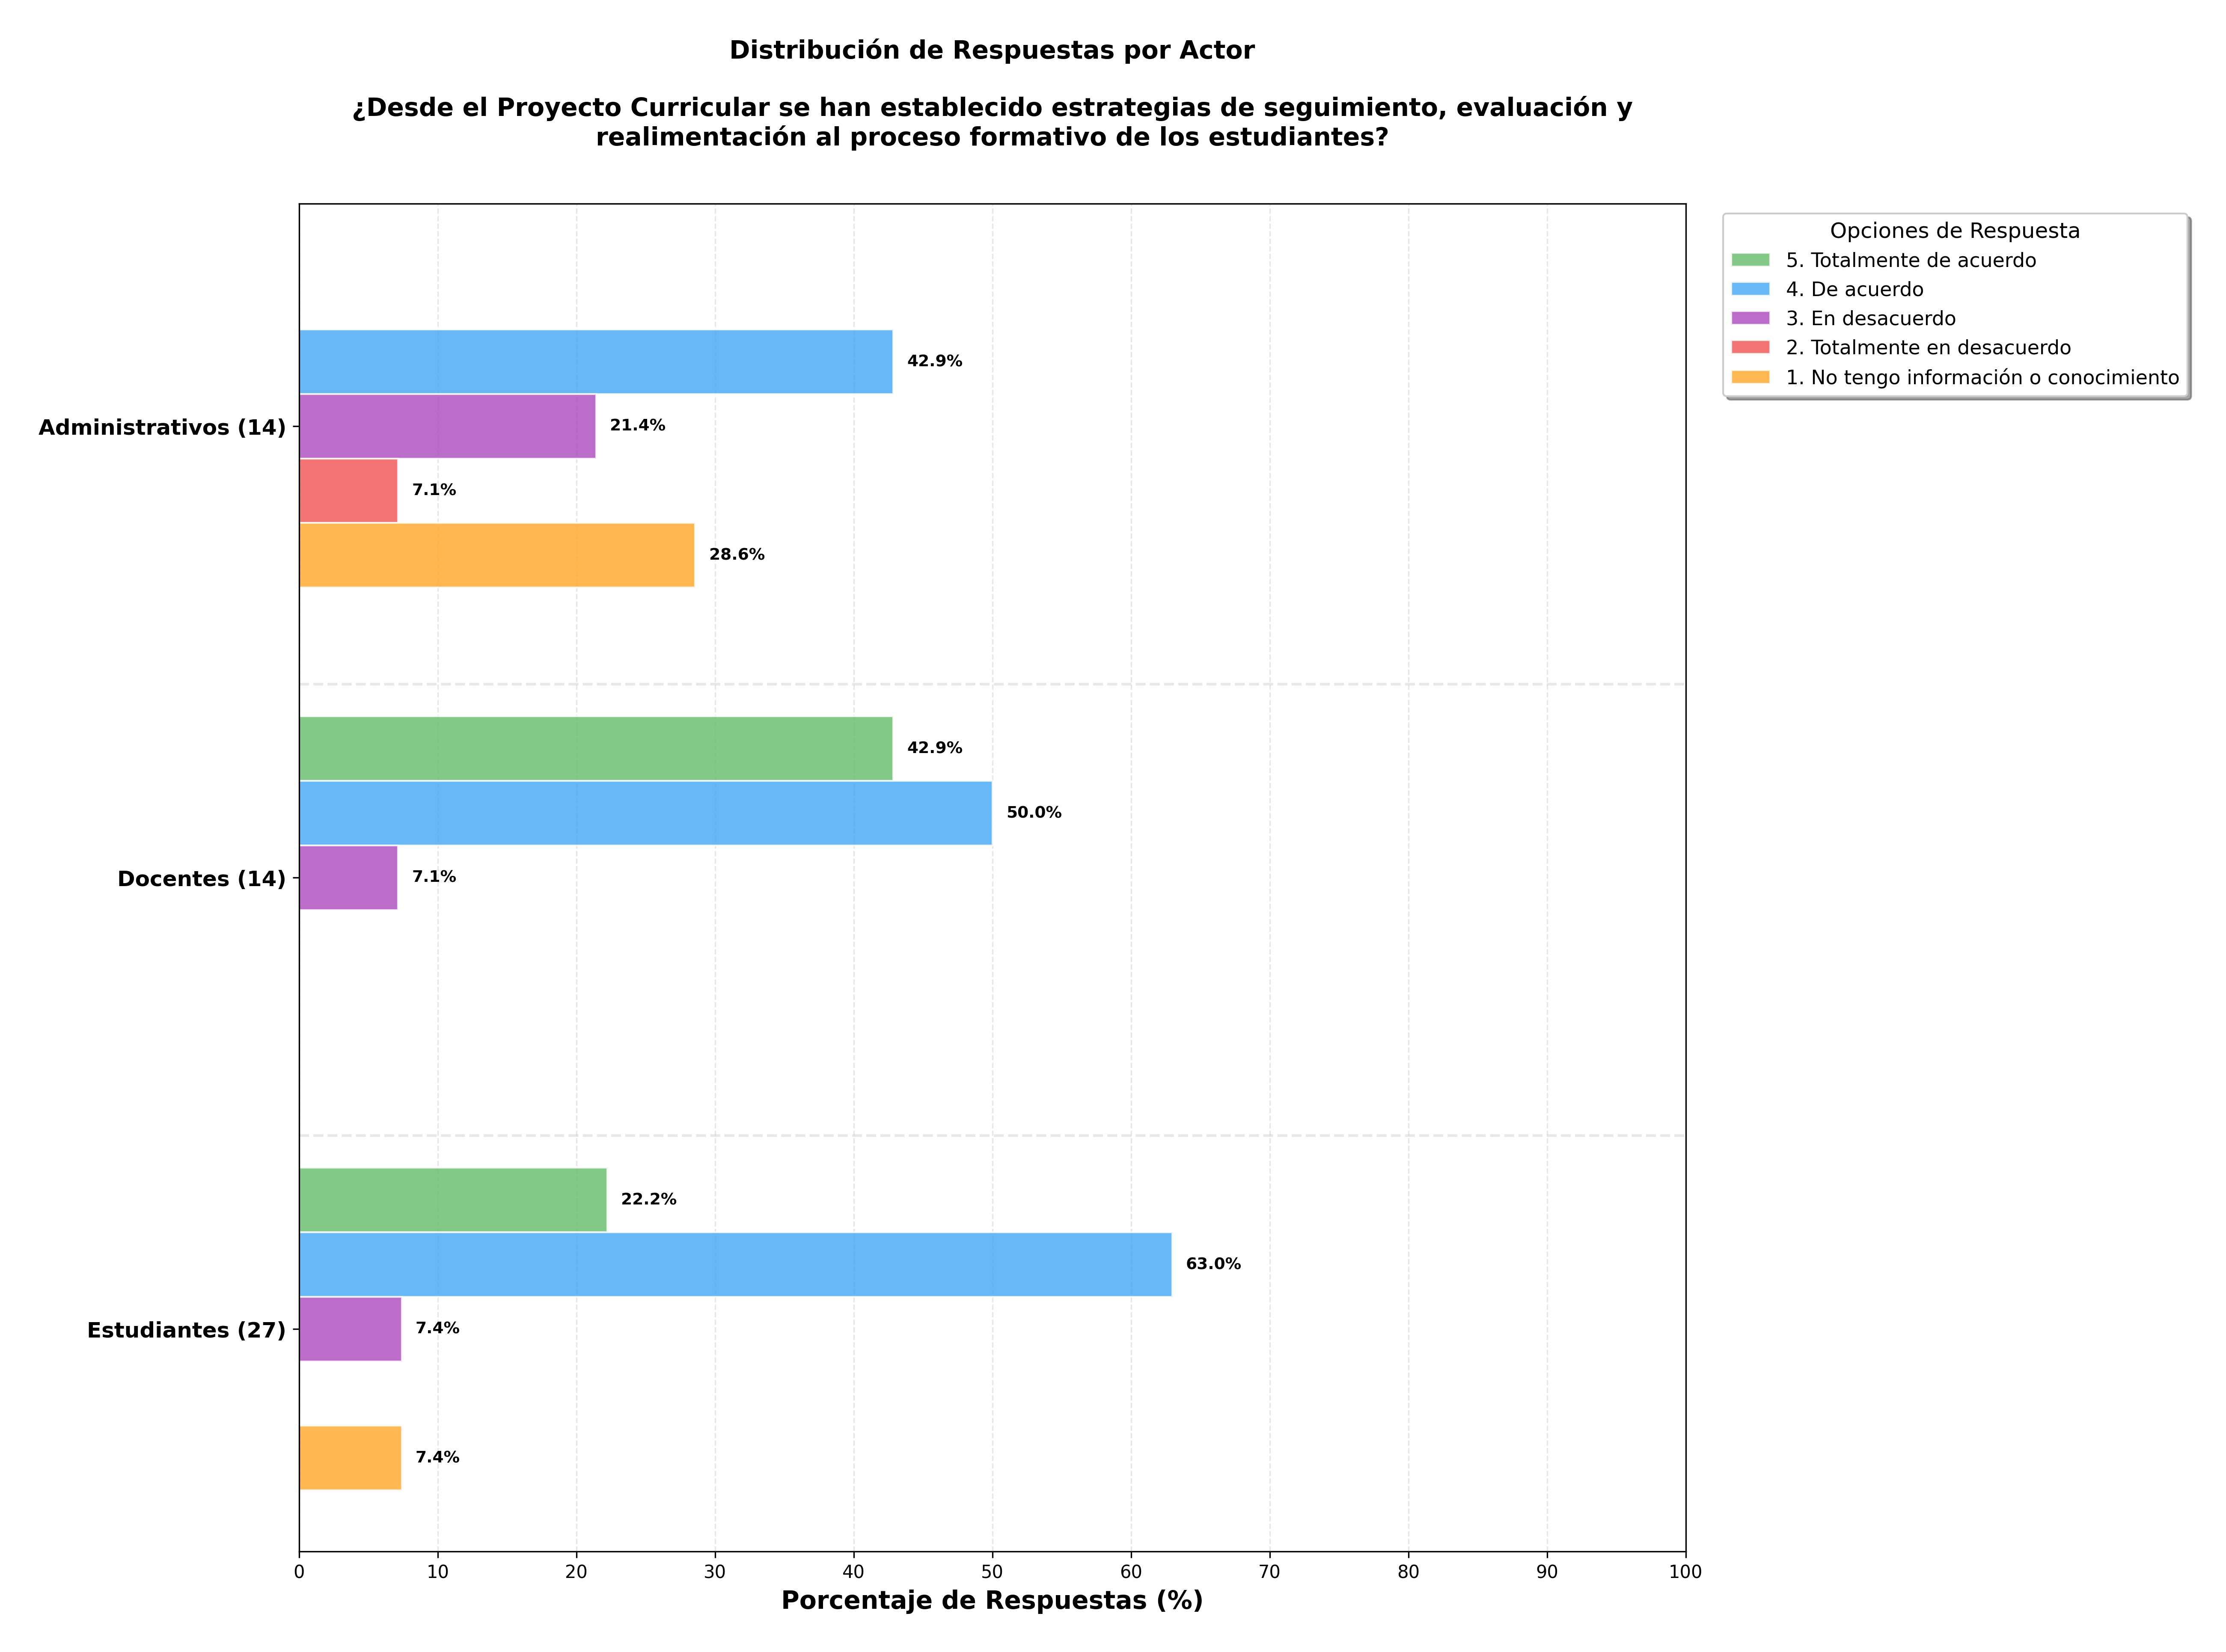 Distribución de Respuestas por Actor
¿Desde el Proyecto Curricular se han establecido estrategias de seguimiento, evaluación y
realimentación al proceso formativo de los estudiantes?
Opciones de Respuesta
5. Totalmente de acuerdo
4. De acuerdo
3. En desacuerdo
2. Totalmente en desacuerdo
1. No tengo información o conocimiento
Administrativos (14)
42.9%
21.4%
7.1%
28.6%
Docentes (14)
42.9%
50.0%
7.1%
Estudiantes (27)
22.2%
63.0%
7.4%
7.4%
0 10 20 30 40 50 60 70 80 90 100
Porcentaje de Respuestas (%)